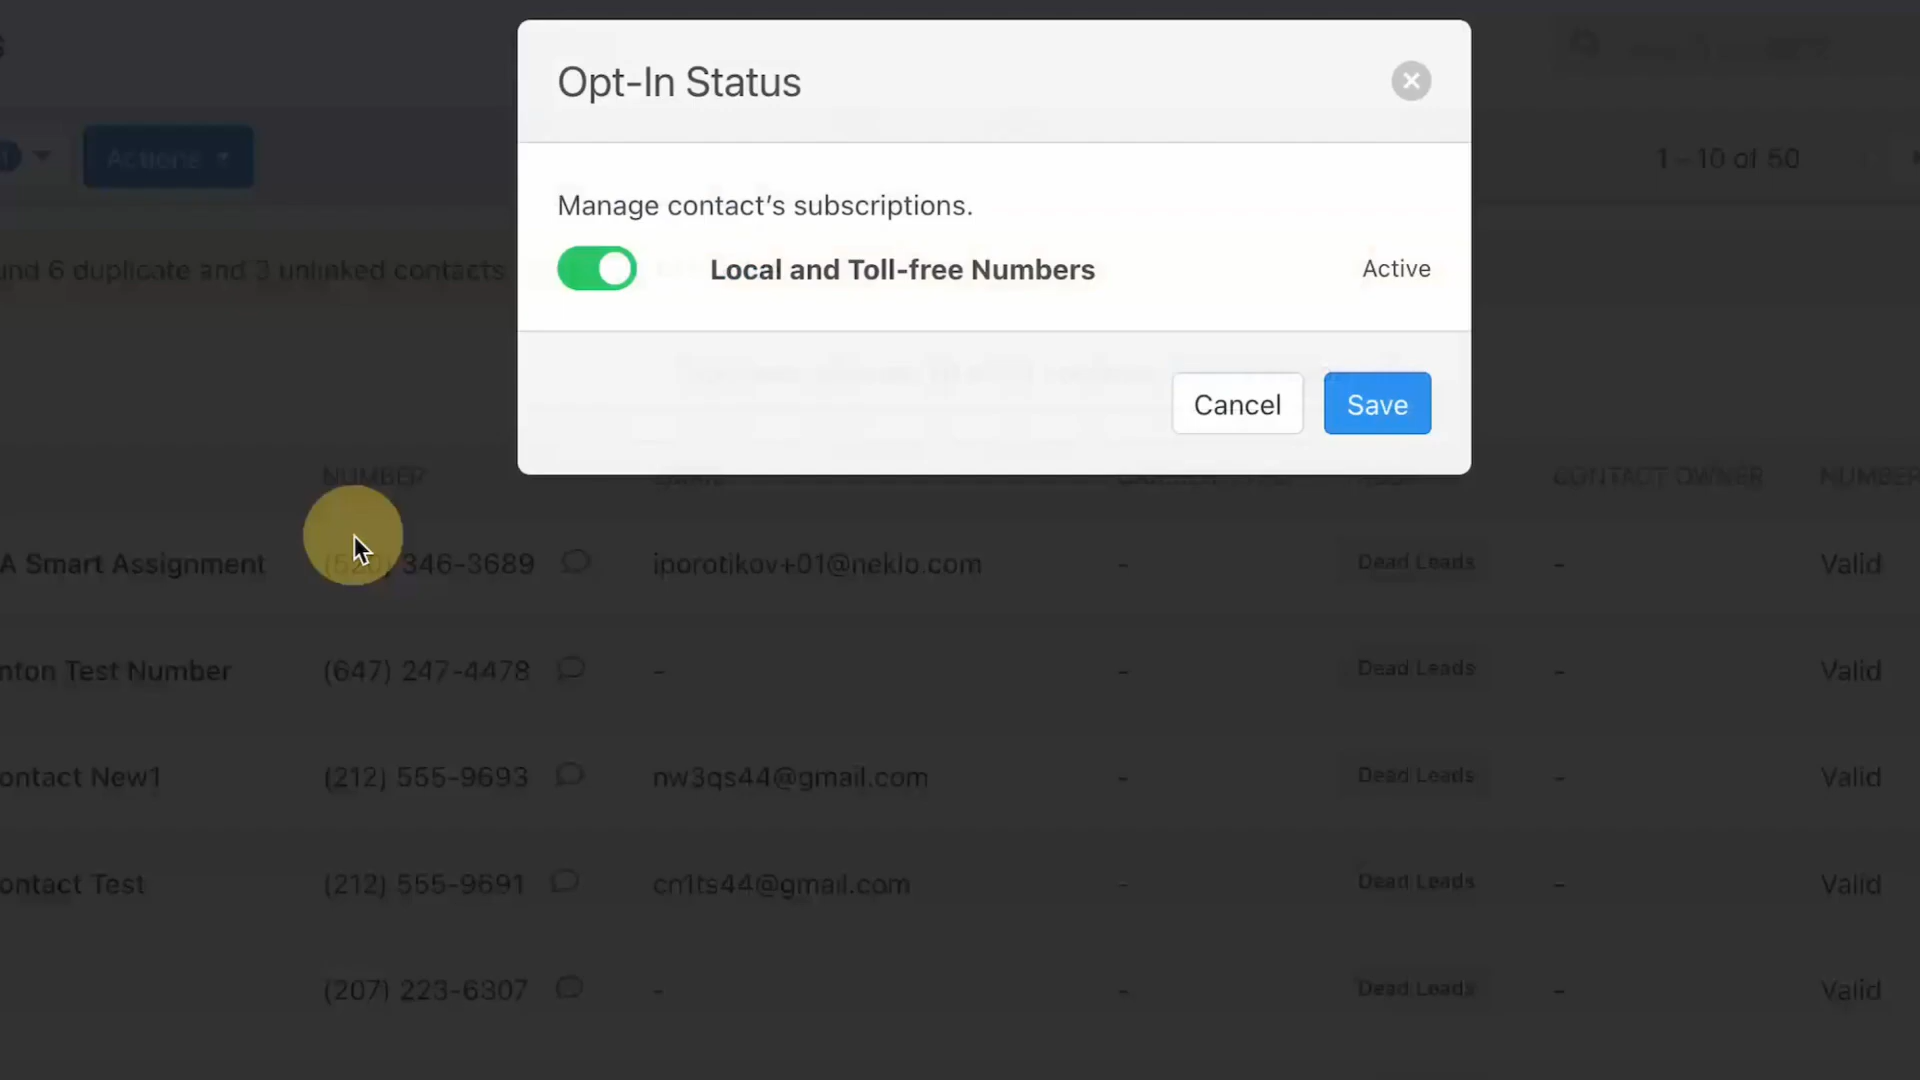 Opt-In Status
Manage contact's subscriptions.
Local and Toll-free Numbers Active
Cancel Save
Actions
1 - 10 of 50
und 6 duplicate and 3 unlinked contacts
NUMBER CONTACT OWNER NUMBER
A Smart Assignment (520) 346-3689 iporotikov+01@neklo.com - Dead Leads - Valid
nton Test Number (647) 247-4478 - - Dead Leads - Valid
ontact New1 (212) 555-9693 nw3qs44@gmail.com - Dead Leads - Valid
ontact Test (212) 555-9691 cn1ts44@gmail.com - Dead Leads - Valid
(207) 223-6307 - - Dead Leads - Valid